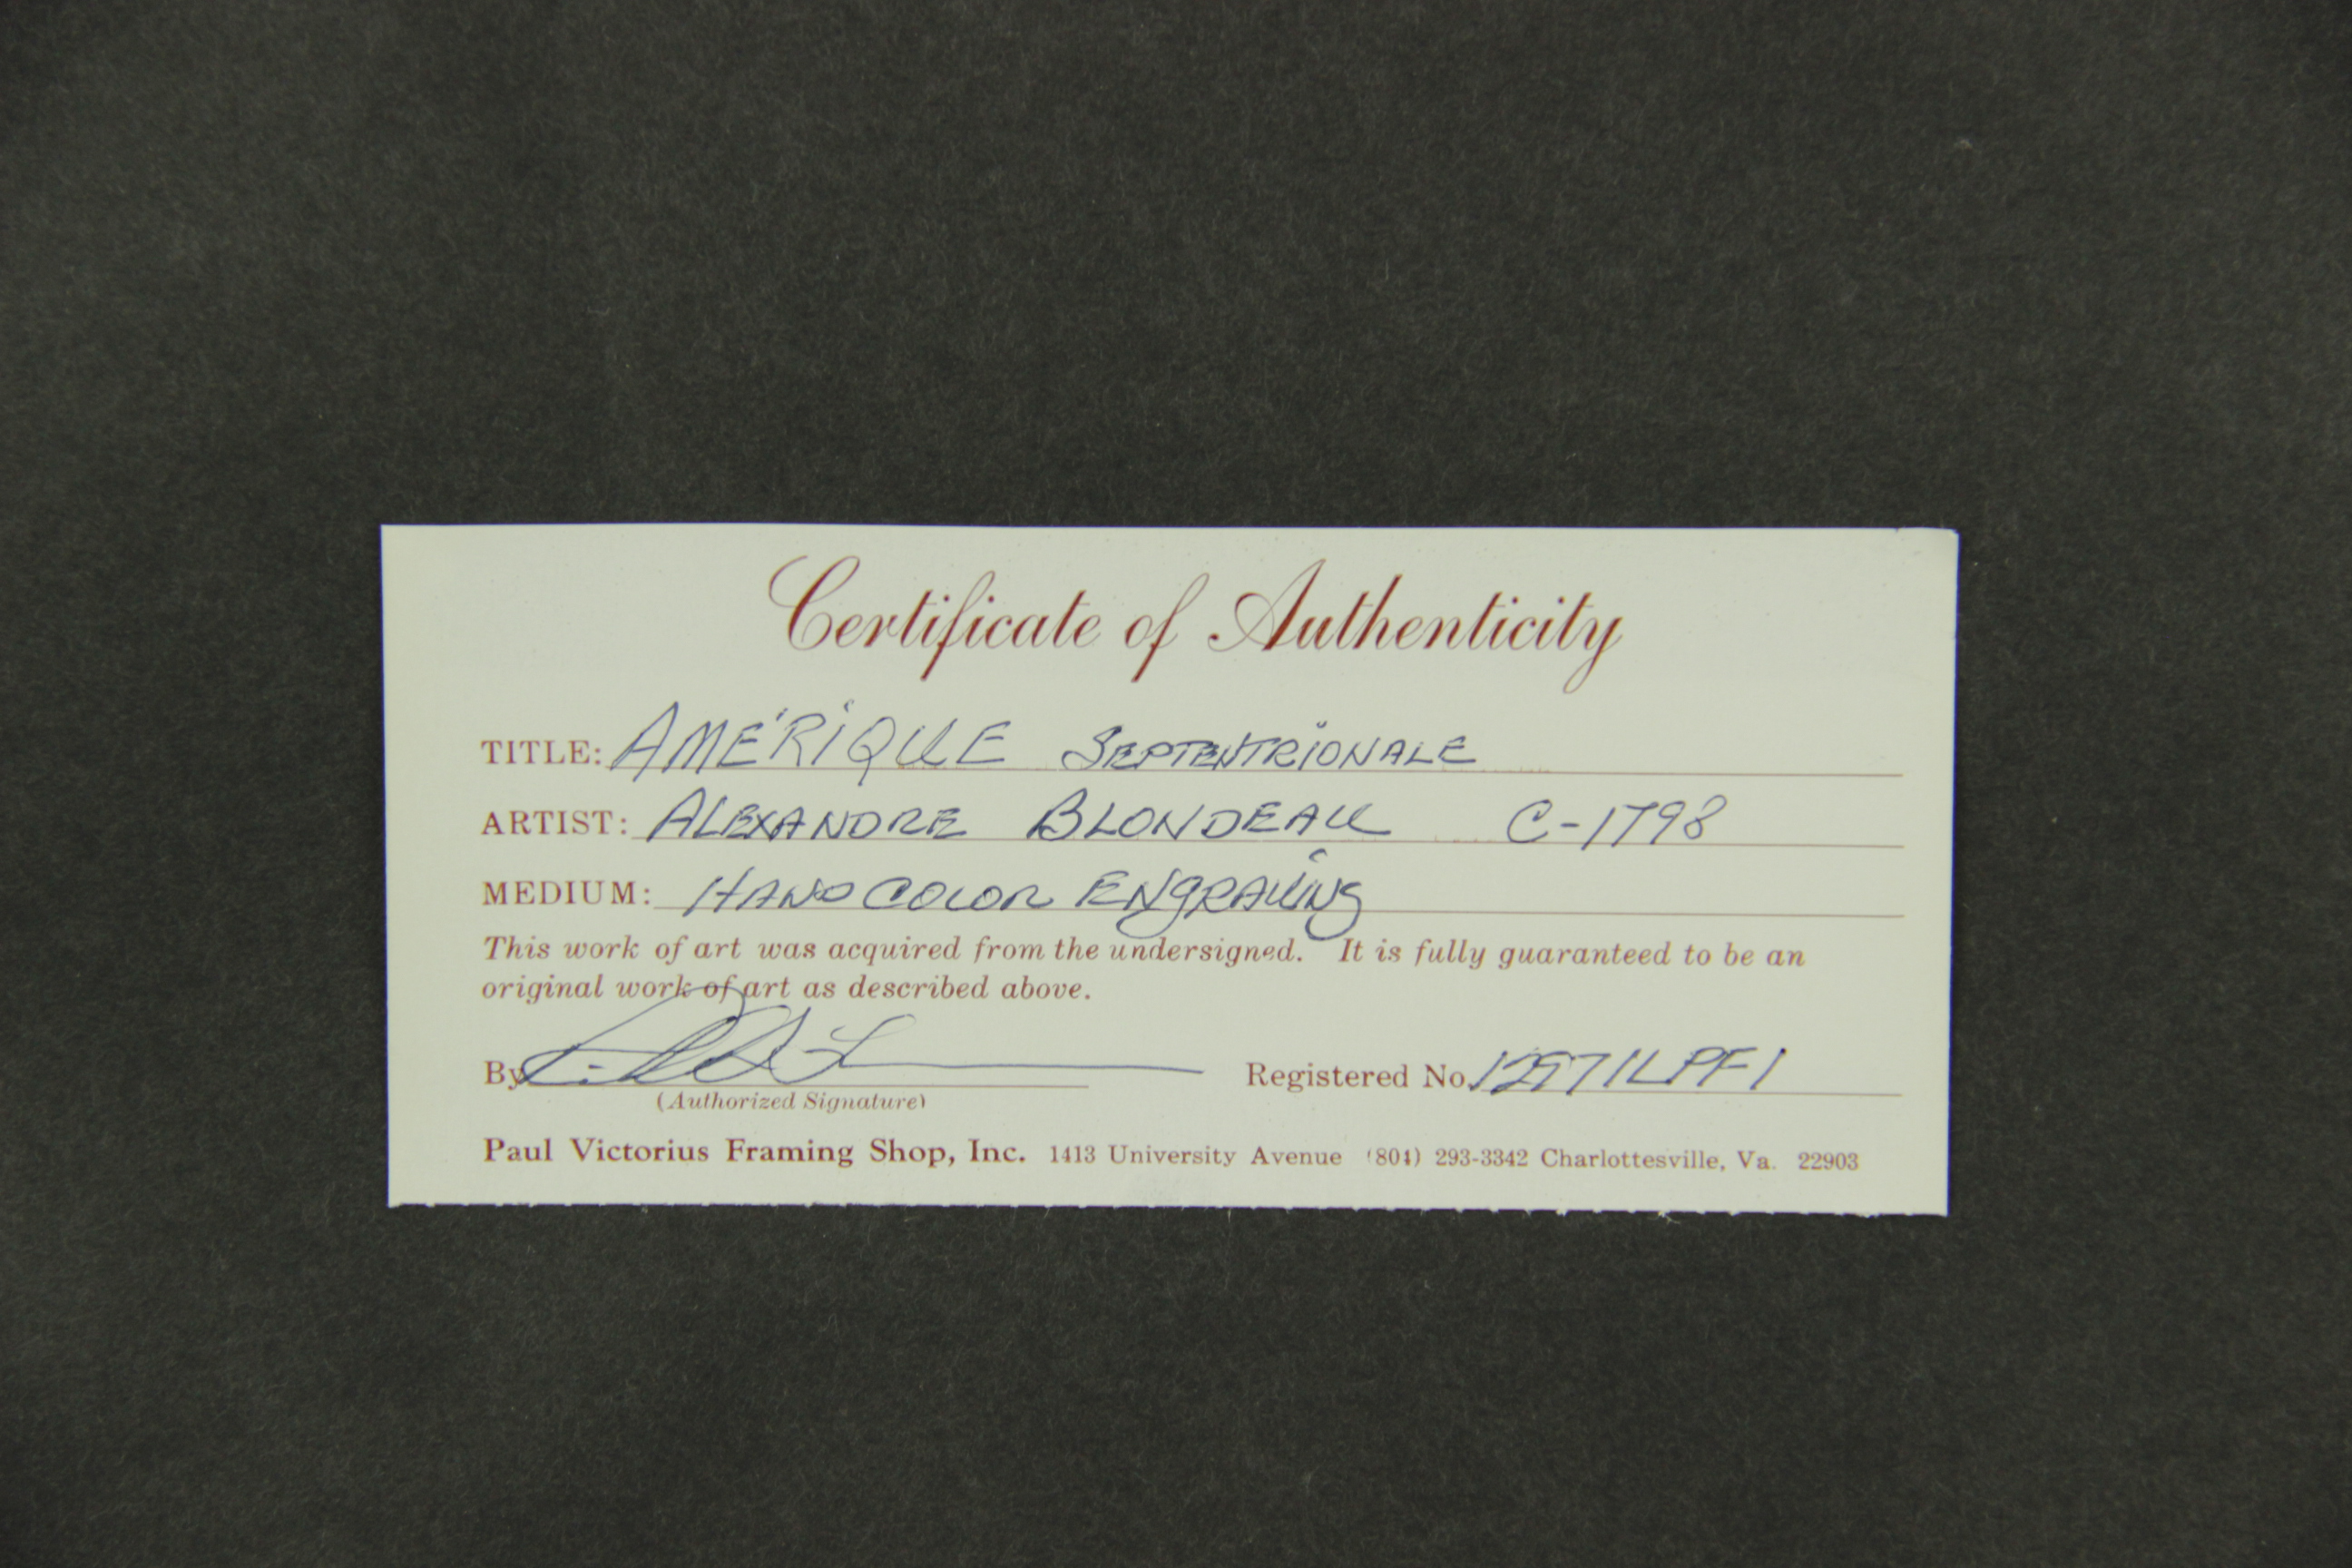 Certificate of Authenticity
TITLE: AMÉRIQUE SEPTENTRIONALE
ARTIST: ALEXANDRE BLONDEAU C-1798
MEDIUM: HAND COLOR ENGRAVING
This work of art was acquired from the undersigned. It is fully guaranteed to be an
original work of art as described above.
By Registered No.
(Authorized Signature)
Paul Victorius Framing Shop, Inc. 1413 University Avenue (804) 293-3342 Charlottesville, Va. 22903